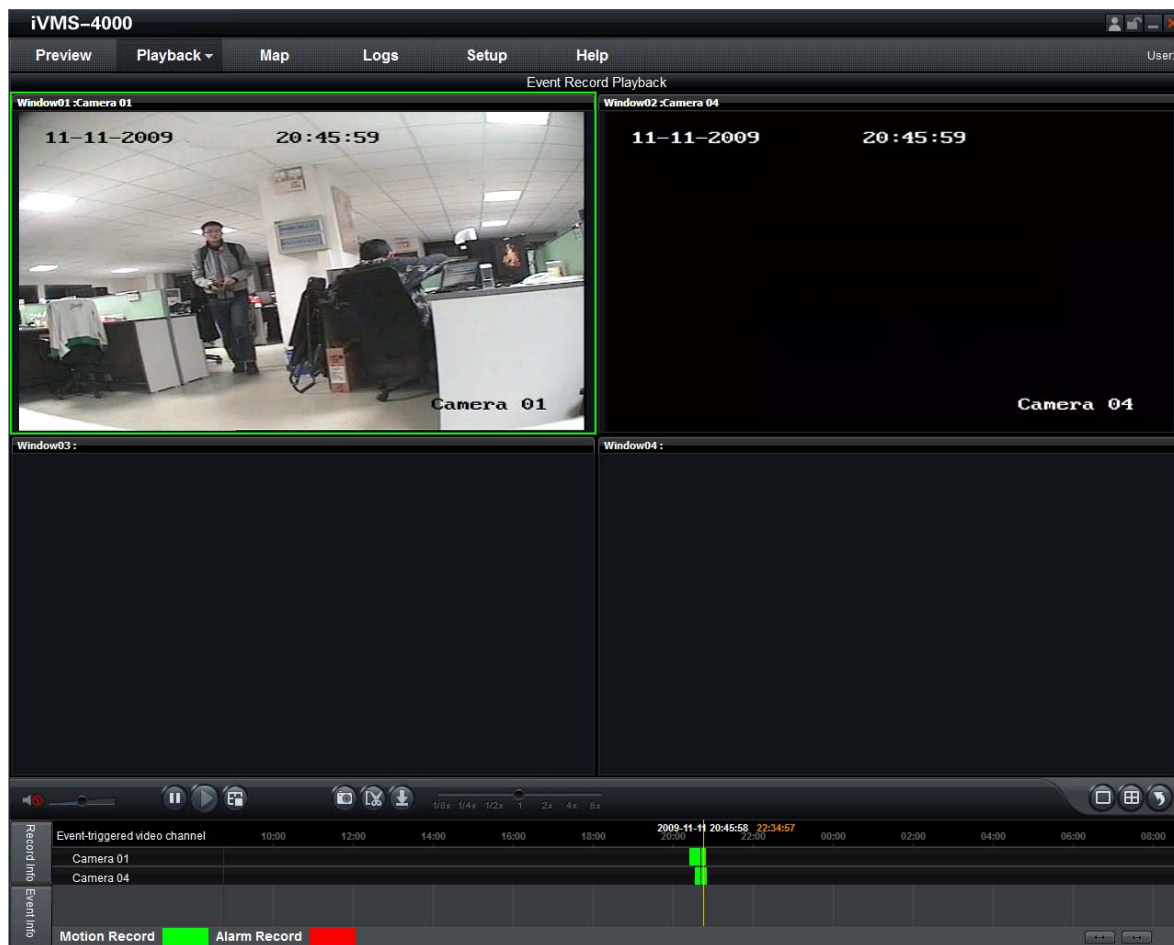 iVMS-4000
Preview Playback Map Logs Setup Help User:
Event Record Playback
Window01 :Camera 01
Window02 :Camera 04
11-11-2009 20:45:59
11-11-2009 20:45:59
Camera 01
Camera 04
Window03 :
Window04 :
1/8x 1/4x 1/2x 1 2x 4x 8x
Record Info
Event-triggered video channel
2009-11-11 20:45:58 22:34:57
10:00 12:00 14:00 16:00 18:00 20:00 22:00 00:00 02:00 04:00 06:00 08:00
Camera 01
Camera 04
Event Info
Motion Record Alarm Record